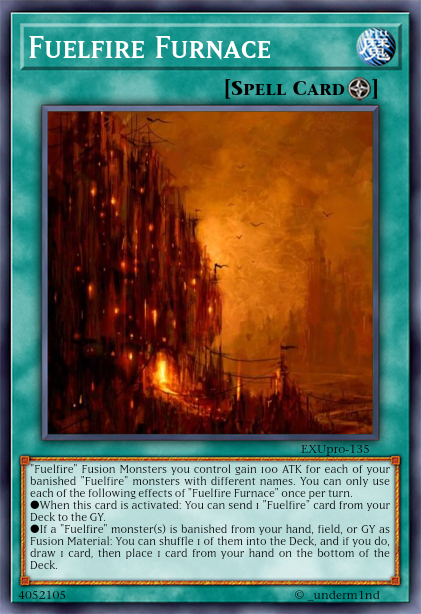 Fuelfire Furnace
[Spell Card]
EXUpro-135
"Fuelfire" Fusion Monsters you control gain 100 ATK for each of your
banished "Fuelfire" monsters with different names. You can only use
each of the following effects of "Fuelfire Furnace" once per turn.
●When this card is activated: You can send 1 "Fuelfire" card from your
Deck to the GY.
●If a "Fuelfire" monster(s) is banished from your hand, field, or GY as
Fusion Material: You can shuffle 1 of them into the Deck, and if you do,
draw 1 card, then place 1 card from your hand on the bottom of the
Deck.
4052105 © _underm1nd